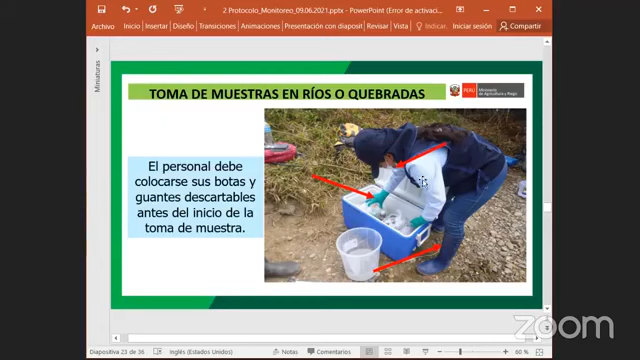 2 Protocolo_Monitoreo_09.06.2021.pptx - PowerPoint (Error de activaci...
Archivo Inicio Insertar Diseño Transiciones Animaciones Presentación con diaposit Revisar Vista Indicar... Iniciar sesión Compartir
Miniaturas
TOMA DE MUESTRAS EN RÍOS O QUEBRADAS
PERÚ Ministerio de Agricultura y Riego
El personal debe
colocarse sus botas y
guantes descartables
antes del inicio de la
toma de muestra.
zoom
Diapositiva 23 de 36 Inglés (Estados Unidos) Notas Comentarios 60 %